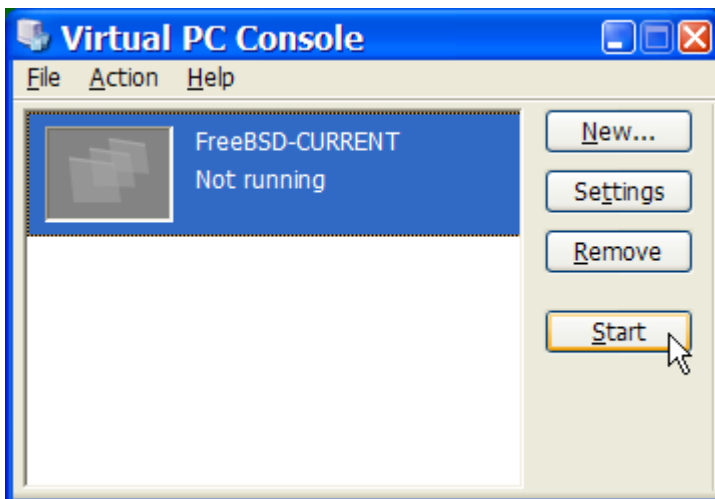 Virtual PC Console
File Action Help
FreeBSD-CURRENT
Not running
New...
Settings
Remove
Start